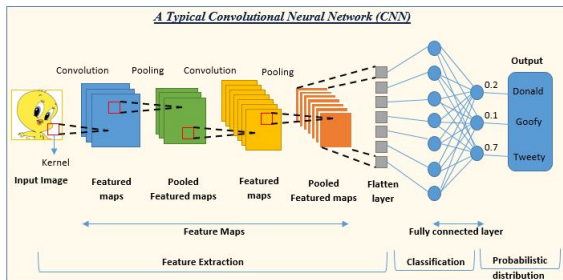 A Typical Convolutional Neural Network (CNN)
Convolution
Pooling
Convolution
Pooling
Output
Kernel
0.2
0.1
0.7
Donald
Goofy
Tweety
Input Image
Featured
maps
Pooled
Featured maps
Featured
maps
Pooled
Featured maps
Flatten
layer
Fully connected layer
Feature Maps
Feature Extraction
Classification
Probabilistic
distribution